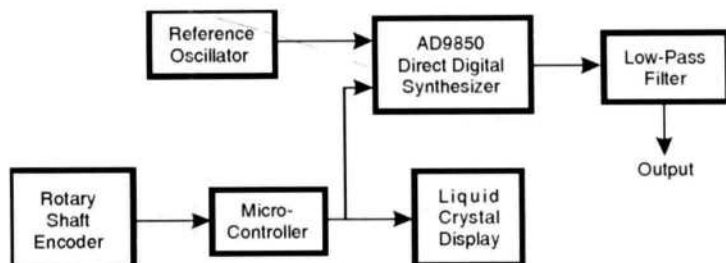 Reference
Oscillator
AD9850
Direct Digital
Synthesizer
Low-Pass
Filter
Output
Rotary
Shaft
Encoder
Micro-
Controller
Liquid
Crystal
Display